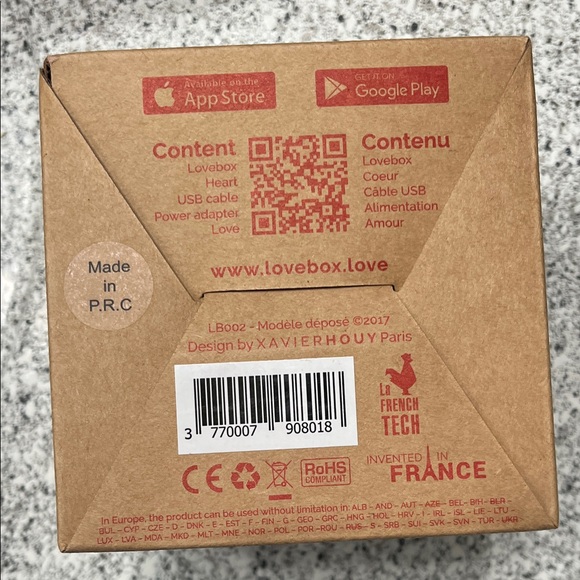 Available on the
App Store
GET IT ON
Google Play
Content
Lovebox
Heart
USB cable
Power adapter
Love
Contenu
Lovebox
Coeur
Câble USB
Alimentation
Amour
www.lovebox.love
Made
in
P.R.C
LB002 - Modèle déposé ©2017
Design by XAVIERHOUY Paris
3 770007 908018
La
FRENCH
TECH
CE
RoHS
COMPLIANT
INVENTED IN
FRANCE
In Europe, the product can be used without limitation in: ALB - AND - AUT - AZE - BEL - BIH - BLR -
BUL - CYP - CZE - D - DNK - E - EST - F - FIN - G - GEO - GRC - HNG - HOL - HRV - I - IRL - ISL - LIE - LTU -
LUX - LVA - MDA - MKD - MLT - MNE - NOR - POL - POR - ROU - RUS - S - SRB - SUI - SVK - SVN - TUR - UKR